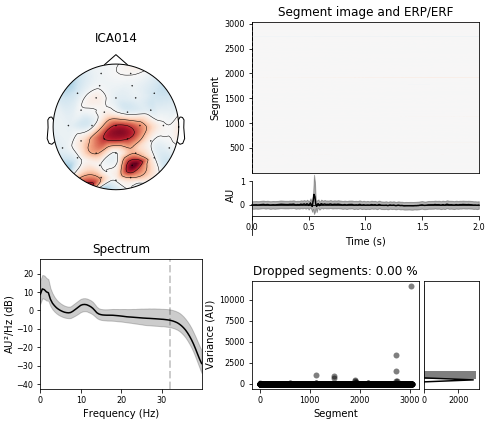 ICA014
Segment image and ERP/ERF
Segment
3000
2500
2000
1500
1000
500
AU
1
0
0.0 0.5 1.0 1.5 2.0
Time (s)
Spectrum
AU²/Hz (dB)
20
10
0
−10
−20
−30
−40
0 10 20 30
Frequency (Hz)
Dropped segments: 0.00 %
Variance (AU)
10000
7500
5000
2500
0
0 1000 2000 3000
Segment
0 2000